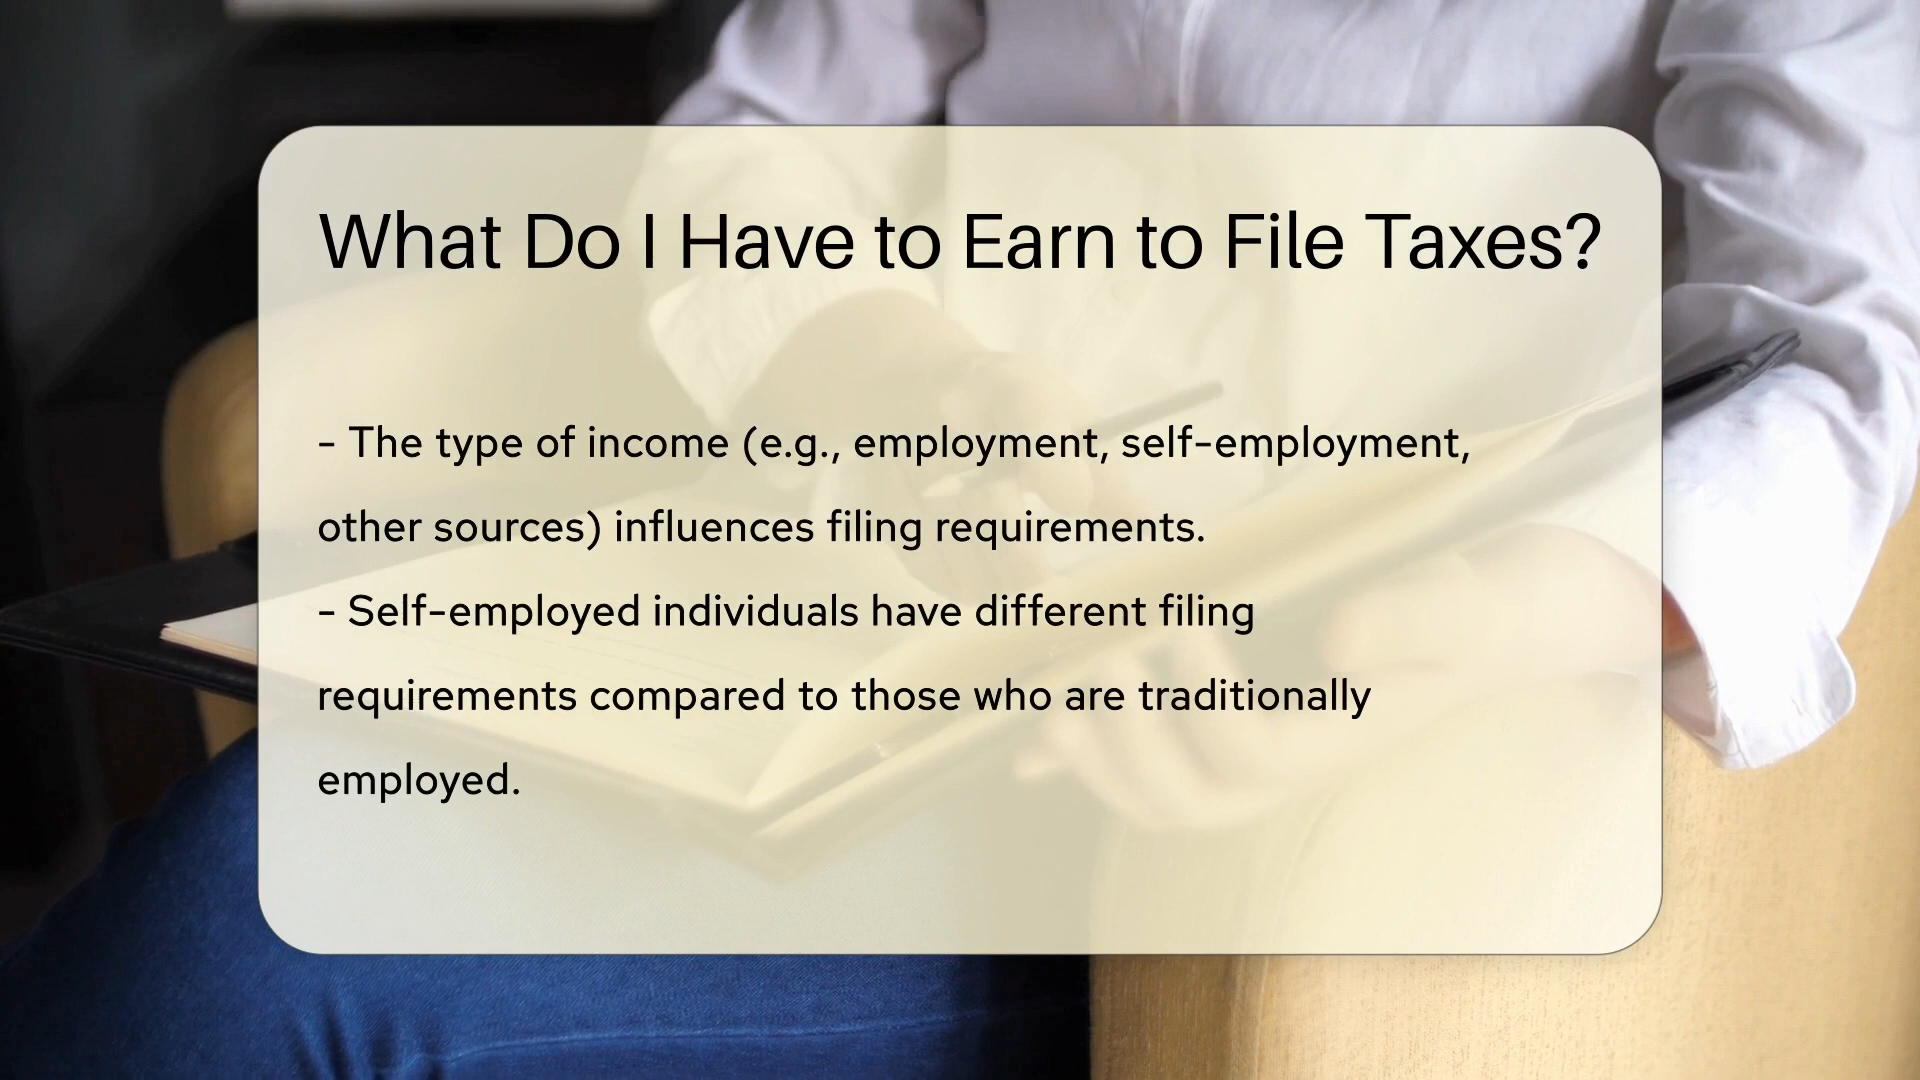 What Do I Have to Earn to File Taxes?
- The type of income (e.g., employment, self-employment,
other sources) influences filing requirements.
- Self-employed individuals have different filing
requirements compared to those who are traditionally
employed.